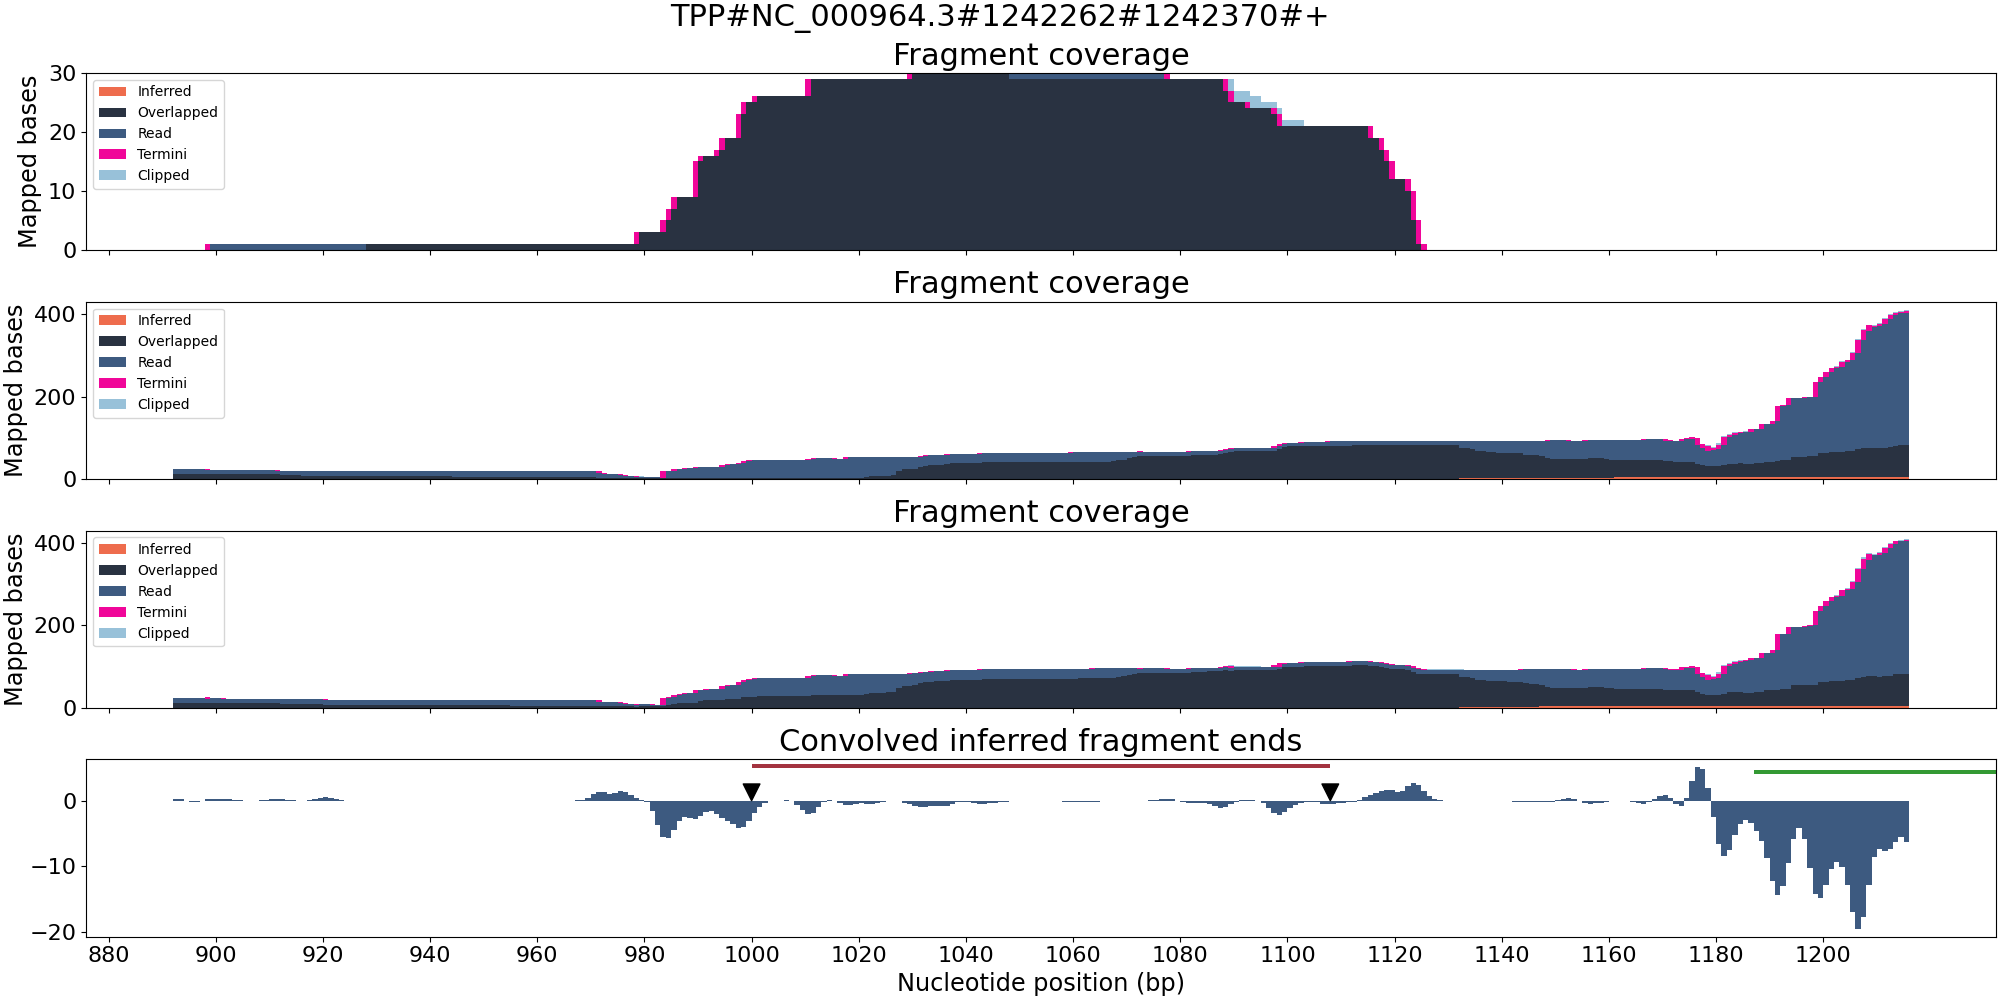 TPP#NC_000964.3#1242262#1242370#+
Fragment coverage
Mapped bases
30
20
10
0
Inferred
Overlapped
Read
Termini
Clipped
Fragment coverage
Mapped bases
400
200
0
Inferred
Overlapped
Read
Termini
Clipped
Fragment coverage
Mapped bases
400
200
0
Inferred
Overlapped
Read
Termini
Clipped
Convolved inferred fragment ends
0
−10
−20
880 900 920 940 960 980 1000 1020 1040 1060 1080 1100 1120 1140 1160 1180 1200
Nucleotide position (bp)